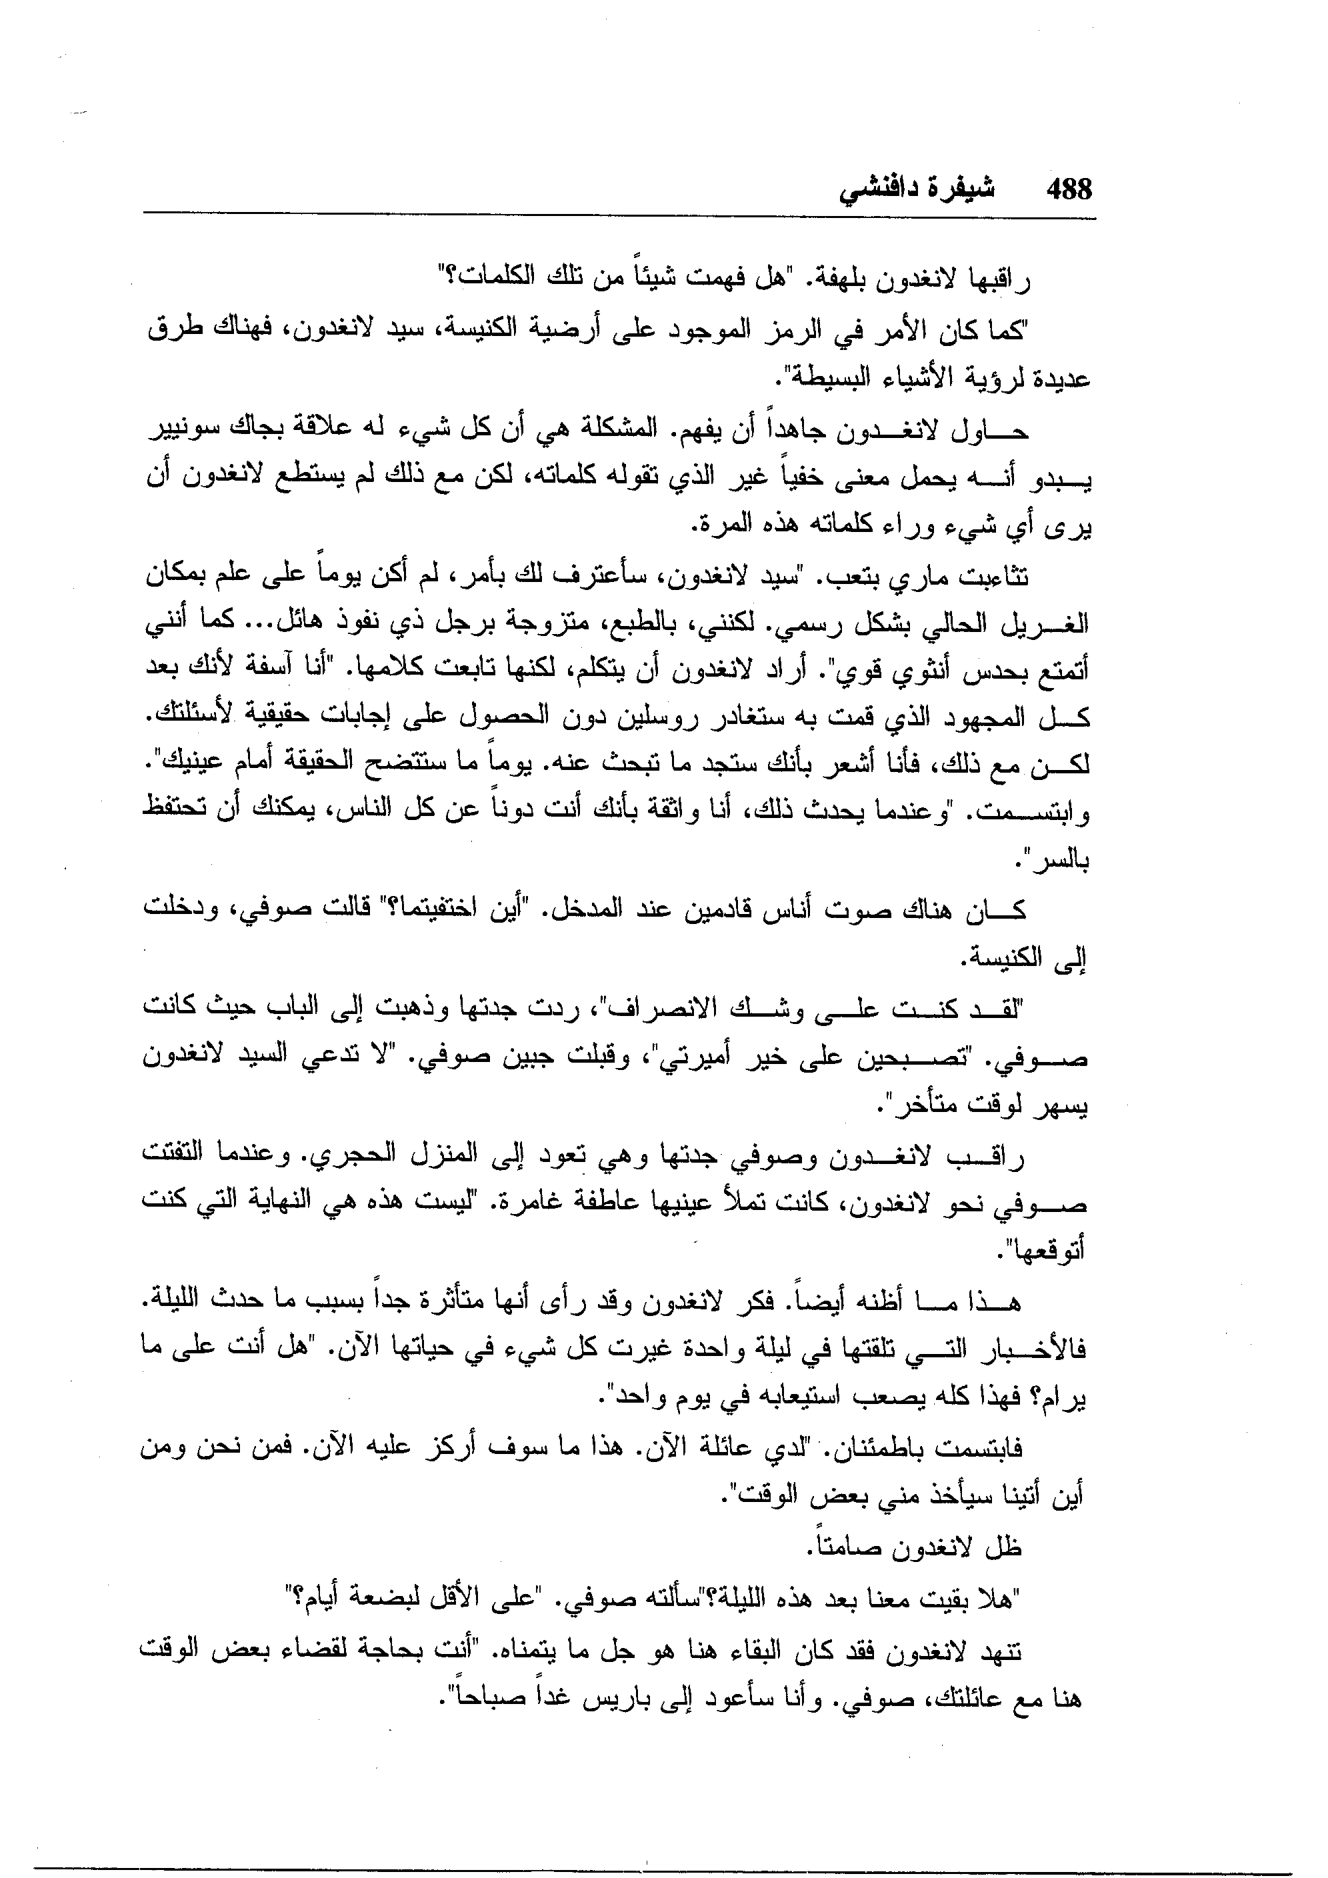 488 شيفرة دافنشي
راقبها لانغدون بلهفة. "هل فهمت شيئاً من تلك الكلمات؟"
"كما كان الأمر في الرمز الموجود على أرضية الكنيسة، سيد لانغدون، فهناك طرق
عديدة لرؤية الأشياء البسيطة".
حاول لانغدون جاهداً أن يفهم. المشكلة هي أن كل شيء له علاقة بجاك سونيير
يبدو أنه يحمل معنى خفياً غير الذي تقوله كلماته، لكن مع ذلك لم يستطع لانغدون أن
يرى أي شيء وراء كلماته هذه المرة.
تثاءبت ماري بتعب. "سيد لانغدون، سأعترف لك بأمر، لم أكن يوماً على علم بمكان
الغريل الحالي بشكل رسمي. لكنني، بالطبع، متزوجة برجل ذي نفوذ هائل... كما أنني
أتمتع بحدس أنثوي قوي". أراد لانغدون أن يتكلم، لكنها تابعت كلامها. "أنا آسفة لأنك بعد
كل المجهود الذي قمت به ستغادر روسلين دون الحصول على إجابات حقيقية لأسئلتك.
لكن مع ذلك، فأنا أشعر بأنك ستجد ما تبحث عنه. يوماً ما ستتضح الحقيقة أمام عينيك".
وابتسمت. "وعندما يحدث ذلك، أنا واثقة بأنك أنت دوناً عن كل الناس، يمكنك أن تحتفظ
بالسر".
كان هناك صوت أناس قادمين عند المدخل. "أين اختفيتما؟" قالت صوفي، ودخلت
إلى الكنيسة.
"لقد كنت على وشك الانصراف"، ردت جدتها وذهبت إلى الباب حيث كانت
صوفي. "تصبحين على خير أميرتي"، وقبلت جبين صوفي. "لا تدعي السيد لانغدون
يسهر لوقت متأخر".
راقب لانغدون وصوفي جدتها وهي تعود إلى المنزل الحجري. وعندما التفتت
صوفي نحو لانغدون، كانت تملأ عينيها عاطفة غامرة. "ليست هذه هي النهاية التي كنت
أتوقعها".
هذا ما أظنه أيضاً. فكر لانغدون وقد رأى أنها متأثرة جداً بسبب ما حدث الليلة.
فالأخبار التي تلقتها في ليلة واحدة غيرت كل شيء في حياتها الآن. "هل أنت على ما
يرام؟ فهذا كله يصعب استيعابه في يوم واحد".
فابتسمت باطمئنان. "لدي عائلة الآن. هذا ما سوف أركز عليه الآن. فمن نحن ومن
أين أتينا سيأخذ مني بعض الوقت".
ظل لانغدون صامتاً.
"هلا بقيت معنا بعد هذه الليلة؟"سألته صوفي. "على الأقل لبضعة أيام؟"
تنهد لانغدون فقد كان البقاء هنا هو جل ما يتمناه. "أنت بحاجة لقضاء بعض الوقت
هنا مع عائلتك، صوفي. وأنا سأعود إلى باريس غداً صباحاً".